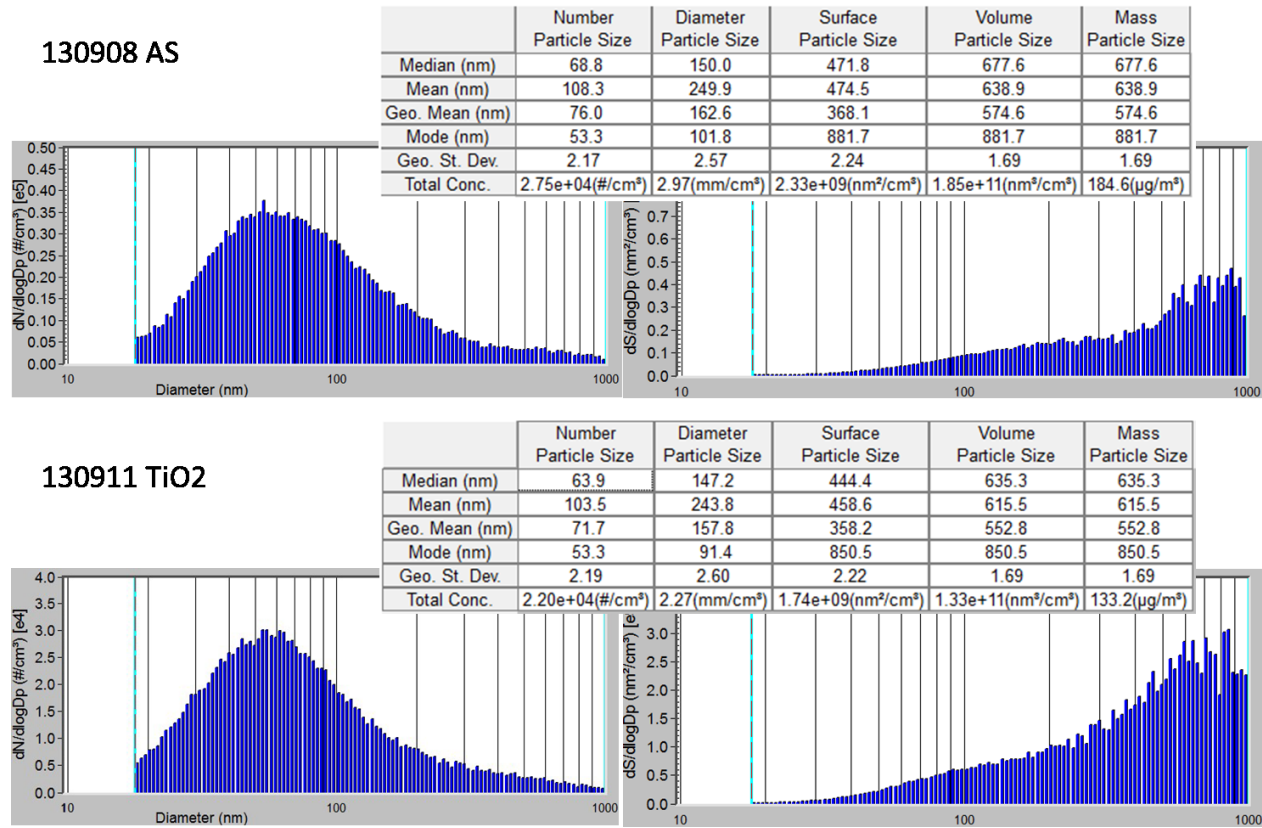 130908 AS
Number Particle Size Diameter Particle Size Surface Particle Size Volume Particle Size Mass Particle Size
Median (nm) 68.8 150.0 471.8 677.6 677.6
Mean (nm) 108.3 249.9 474.5 638.9 638.9
Geo. Mean (nm) 76.0 162.6 368.1 574.6 574.6
Mode (nm) 53.3 101.8 881.7 881.7 881.7
Geo. St. Dev. 2.17 2.57 2.24 1.69 1.69
Total Conc. 2.75e+04(#/cm³) 2.97(mm/cm³) 2.33e+09(nm²/cm³) 1.85e+11(nm³/cm³) 184.6(µg/m³)
dN/dlogDp (#/cm³) [e5]
0.50
0.45
0.40
0.35
0.30
0.25
0.20
0.15
0.10
0.05
0.00
10 100 1000
Diameter (nm)
dS/dlogDp (nm²/cm³)
0.7
0.6
0.5
0.4
0.3
0.2
0.1
0.0
10 100 1000
130911 TiO2
Number Particle Size Diameter Particle Size Surface Particle Size Volume Particle Size Mass Particle Size
Median (nm) 63.9 147.2 444.4 635.3 635.3
Mean (nm) 103.5 243.8 458.6 615.5 615.5
Geo. Mean (nm) 71.7 157.8 358.2 552.8 552.8
Mode (nm) 53.3 91.4 850.5 850.5 850.5
Geo. St. Dev. 2.19 2.60 2.22 1.69 1.69
Total Conc. 2.20e+04(#/cm³) 2.27(mm/cm³) 1.74e+09(nm²/cm³) 1.33e+11(nm³/cm³) 133.2(µg/m³)
dN/dlogDp (#/cm³) [e4]
4.0
3.5
3.0
2.5
2.0
1.5
1.0
0.5
0.0
10 100 1000
Diameter (nm)
dS/dlogDp (nm²/cm³)
3.0
2.5
2.0
1.5
1.0
0.5
0.0
10 100 1000